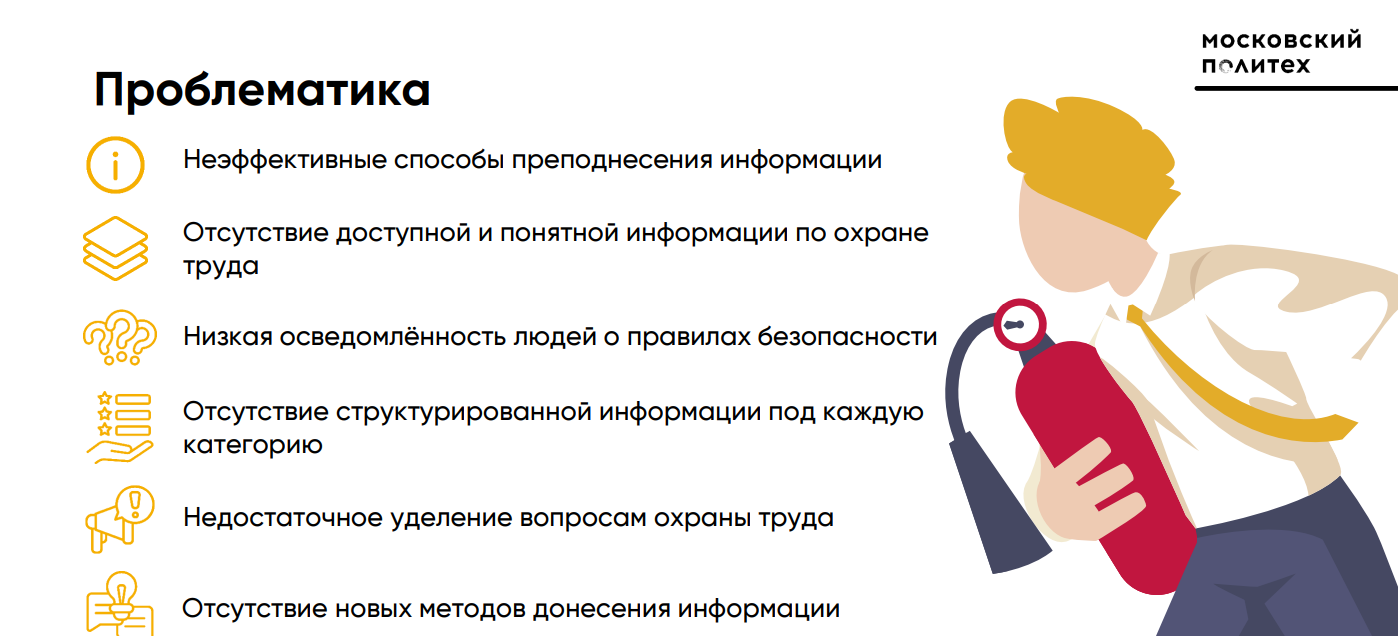 московский
политех
Проблематика
Неэффективные способы преподнесения информации
Отсутствие доступной и понятной информации по охране
труда
Низкая осведомлённость людей о правилах безопасности
Отсутствие структурированной информации под каждую
категорию
Недостаточное уделение вопросам охраны труда
Отсутствие новых методов донесения информации